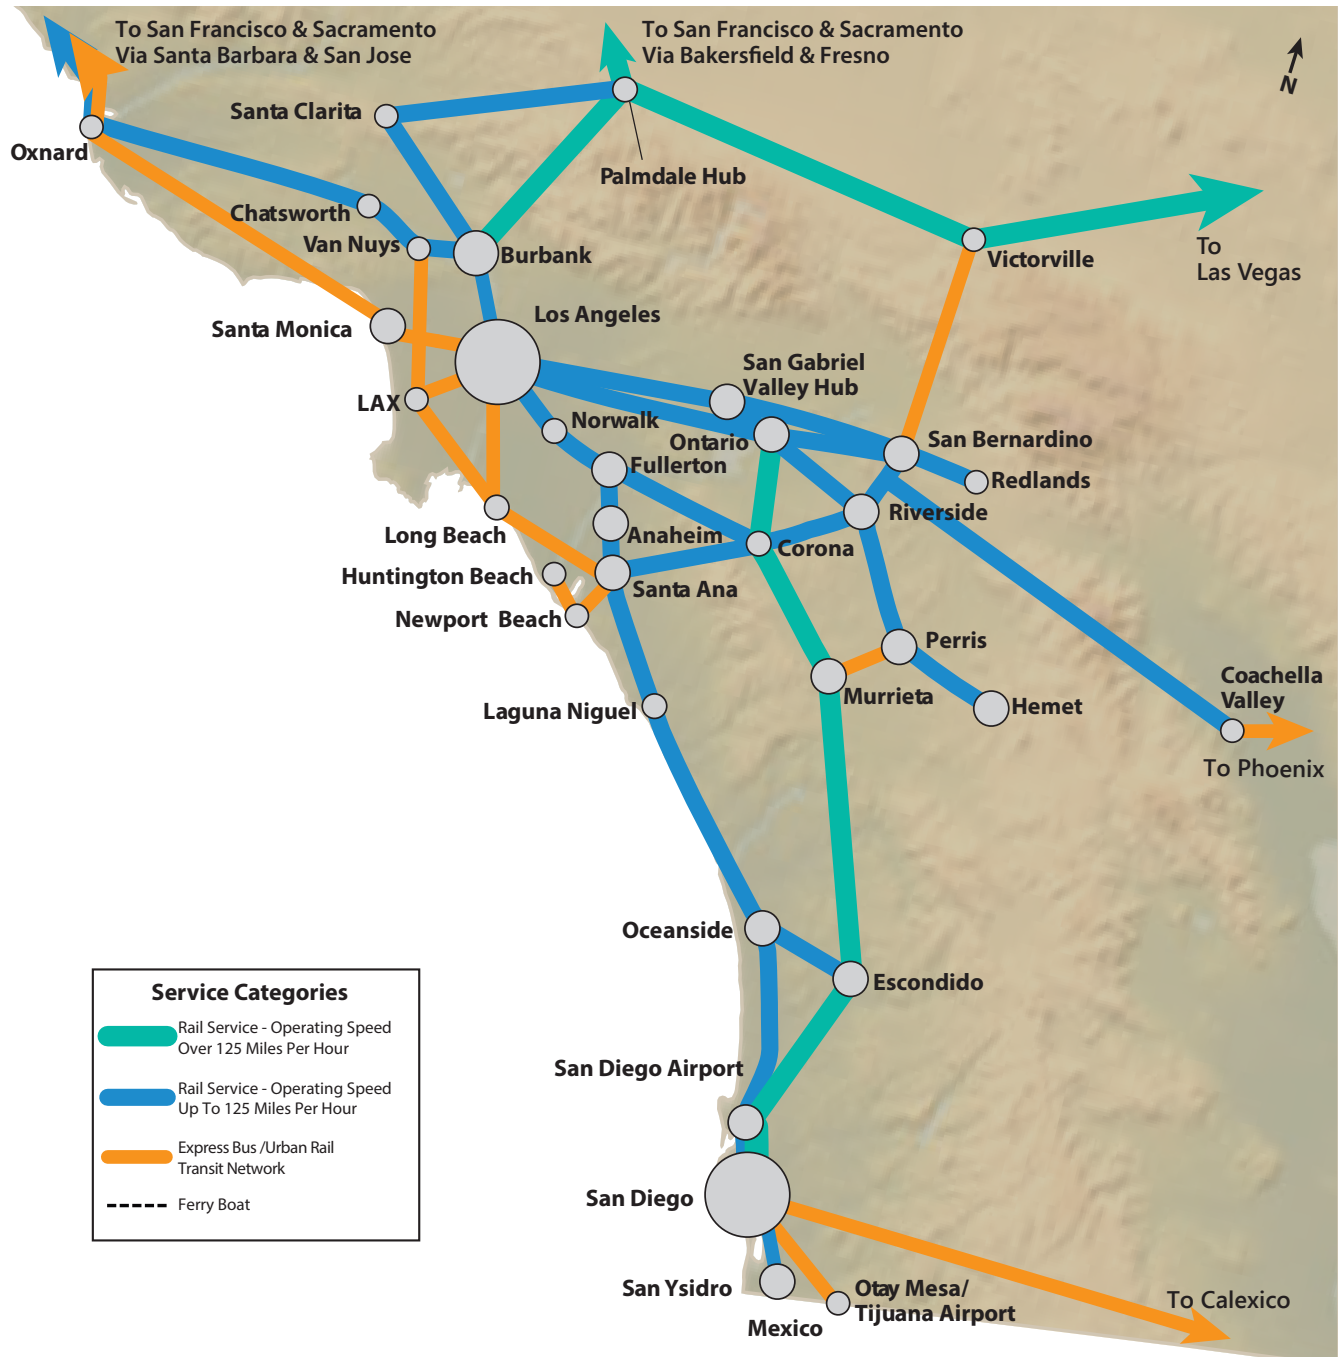 To San Francisco & Sacramento
Via Santa Barbara & San Jose
To San Francisco & Sacramento
Via Bakersfield & Fresno
N
Santa Clarita
Oxnard
Palmdale Hub
Chatsworth
Van Nuys
Burbank
Victorville
To
Las Vegas
Los Angeles
Santa Monica
San Gabriel
Valley Hub
LAX
Norwalk
Ontario
San Bernardino
Fullerton
Redlands
Riverside
Long Beach
Anaheim
Corona
Huntington Beach
Santa Ana
Newport Beach
Perris
Murrieta
Hemet
Coachella
Valley
Laguna Niguel
To Phoenix
Oceanside
Escondido
Service Categories
Rail Service - Operating Speed
Over 125 Miles Per Hour
Rail Service - Operating Speed
Up To 125 Miles Per Hour
Express Bus /Urban Rail
Transit Network
Ferry Boat
San Diego Airport
San Diego
San Ysidro
Otay Mesa/
Tijuana Airport
Mexico
To Calexico